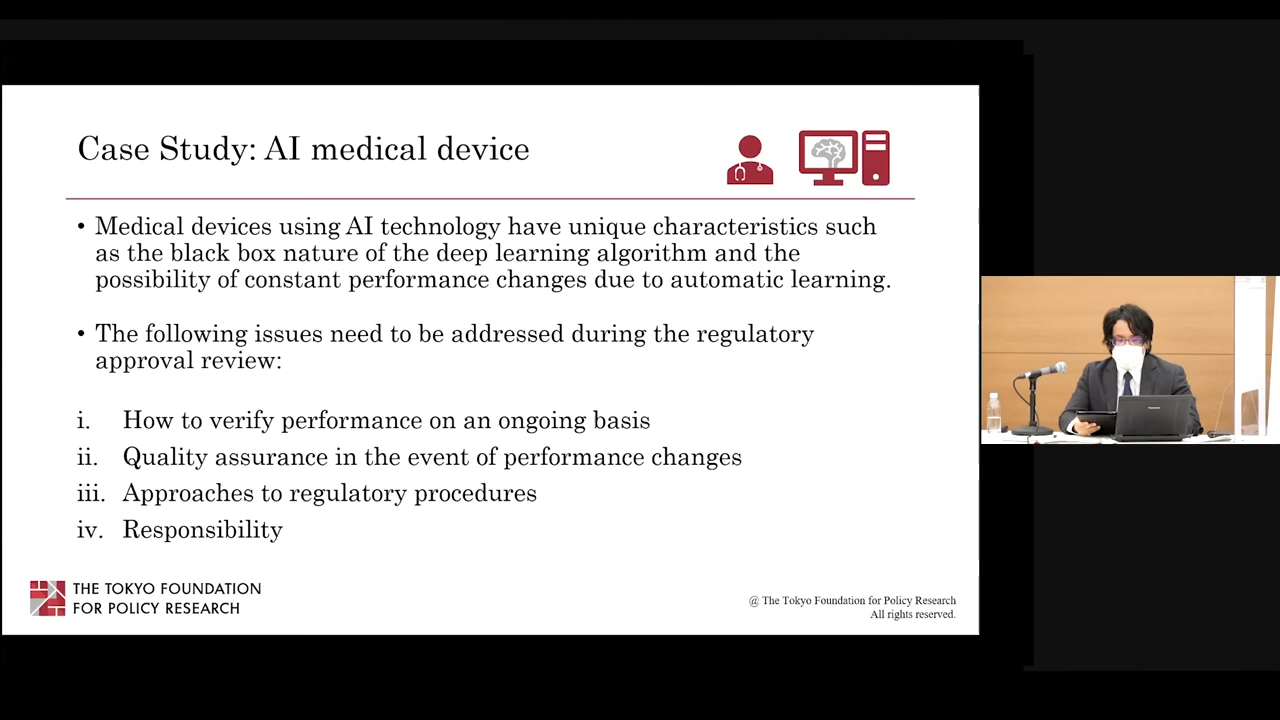 Case Study: AI medical device
• Medical devices using AI technology have unique characteristics such
as the black box nature of the deep learning algorithm and the
possibility of constant performance changes due to automatic learning.
• The following issues need to be addressed during the regulatory
approval review:
i. How to verify performance on an ongoing basis
ii. Quality assurance in the event of performance changes
iii. Approaches to regulatory procedures
iv. Responsibility
THE TOKYO FOUNDATION
FOR POLICY RESEARCH
@ The Tokyo Foundation for Policy Research
All rights reserved.